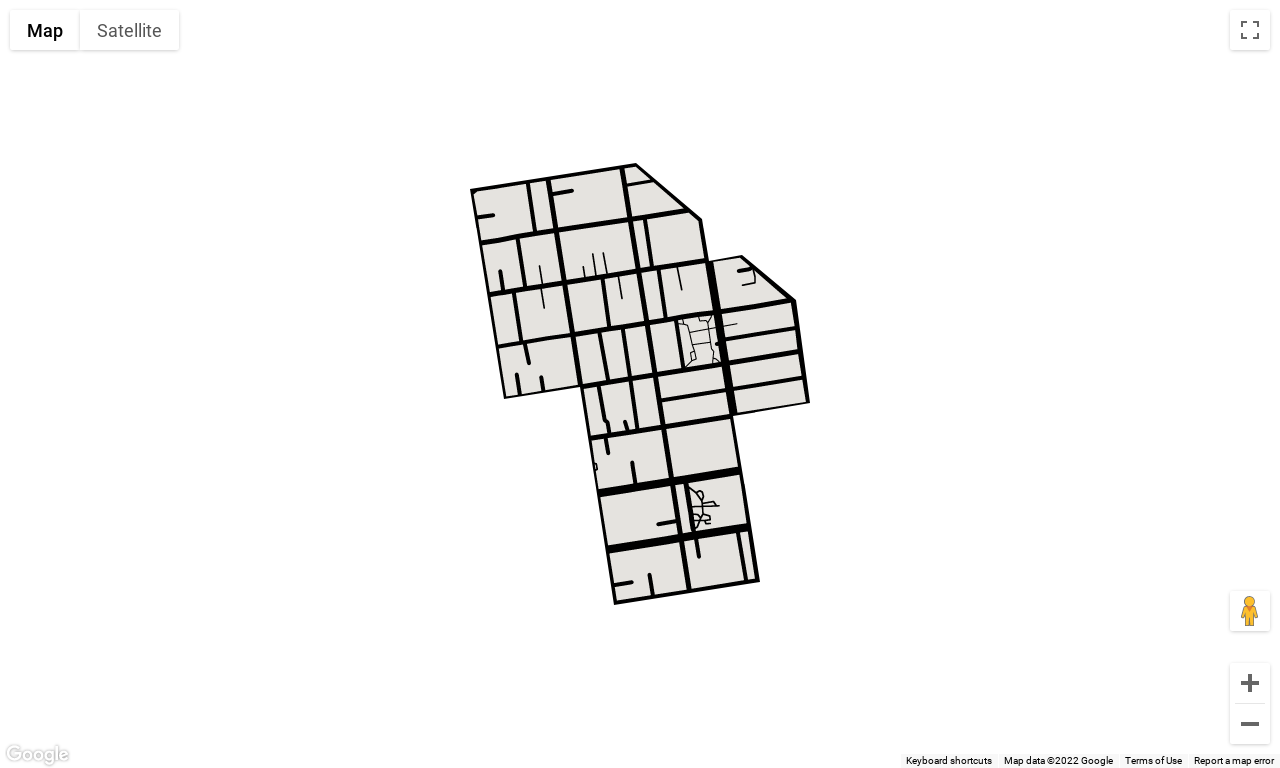 Map
Satellite
Google
Keyboard shortcuts
Map data ©2022 Google
Terms of Use
Report a map error